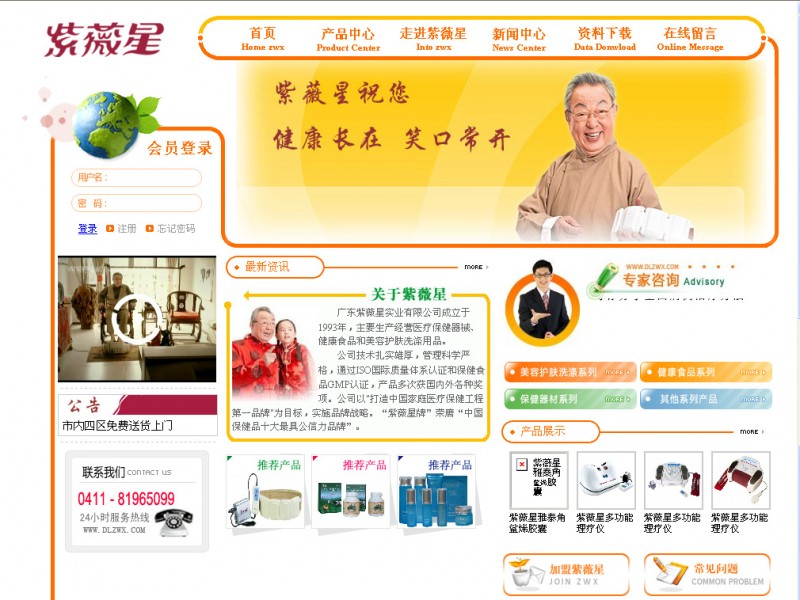 紫薇星
首页
产品中心
走进紫薇星
新闻中心
资料下载
在线留言
Home zwx
Product Center
Into zwx
News Center
Data Donwload
Online Message
紫薇星祝您
健康长在 笑口常开
会员登录
用户名：
密 码：
登录 注册 忘记密码
最新资讯
MORE
WWW.DLZWX.COM
专家咨询 Advisory
关于紫薇星
广东紫薇星实业有限公司成立于
1993年，主要生产经营医疗保健器械、
健康食品和美容护肤洗涤用品。
公司技术扎实雄厚，管理科学严
格，通过ISO国际质量体系认证和保健食
品GMP认证，产品多次获国内外各种奖
项。公司以“打造中国家庭医疗保健工程
第一品牌”为目标，实施品牌战略。“紫薇星牌”荣膺“中国
保健品十大最具公信力品牌”。
美容护肤洗涤系列 MORE
健康食品系列 MORE
保健器材系列 MORE
其他系列产品 MORE
公告
市内四区免费送货上门
产品展示
MORE
联系我们 CONTACT US
0411 - 81965099
24小时服务热线
WWW.DLZWX.COM
推荐产品
推荐产品
推荐产品
紫薇星
雅泰角
鲨烯胶
囊
紫薇星雅泰角
鲨烯胶囊
紫薇星多功能
理疗仪
紫薇星多功能
理疗仪
紫薇星多功能
理疗仪
加盟紫薇星
JOIN ZWX
常见问题
COMMON PROBLEM